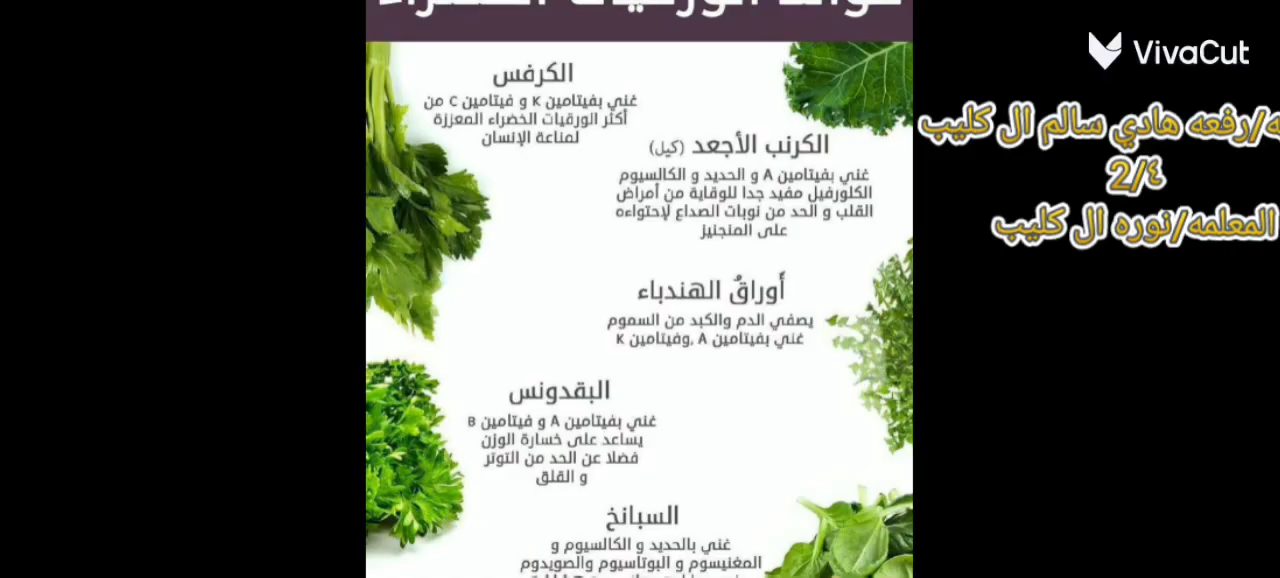 الكرفس
غني بفيتامين K و فيتامين C من
أكثر الورقيات الخضراء المعززة
لمناعة الإنسان
الكرنب الأجعد (كيل)
غني بفيتامين A و الحديد و الكالسيوم
الكلورفيل مفيد جدا للوقاية من أمراض
القلب و الحد من نوبات الصداع لإحتواءه
على المنجنيز
أوراقُ الهندباء
يصفي الدم والكبد من السموم
غني بفيتامين A ,وفيتامين K
البقدونس
غني بفيتامين A و فيتامين B
يساعد على خسارة الوزن
فضلا عن الحد من التوتر
و القلق
السبانخ
غني بالحديد و الكالسيوم و
المغنيسوم و البوتاسيوم والصويدوم
VivaCut
ه/رفعه هادي سالم ال كليب
2/٤
المعلمه/نوره ال كليب